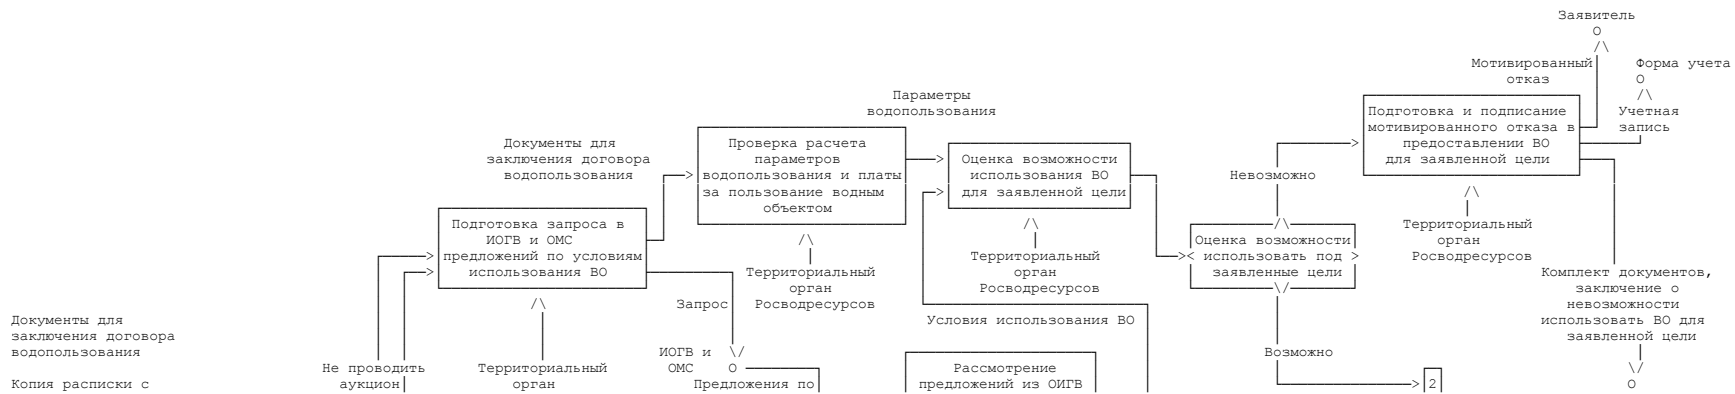 Заявитель
Мотивированный
отказ
Форма учета
Учетная
запись
Параметры
водопользования
Подготовка и подписание
мотивированного отказа в
предоставлении ВО
для заявленной цели
Документы для
заключения договора
водопользования
Проверка расчета
параметров
водопользования и платы
за пользование водным
объектом
Оценка возможности
использования ВО
для заявленной цели
Невозможно
Подготовка запроса в
ИОГВ и ОМС
предложений по условиям
использования ВО
Территориальный
орган
Росводресурсов
Территориальный
орган
Росводресурсов
Оценка возможности
использовать под
заявленные цели
Территориальный
орган
Росводресурсов
Комплект документов,
заключение о
невозможности
использовать ВО для
заявленной цели
Запрос
Условия использования ВО
Документы для
заключения договора
водопользования
Копия расписки с
Не проводить
аукцион
Территориальный
орган
ИОГВ и
ОМС
Предложения по
Рассмотрение
предложений из ОИГВ
Возможно
2